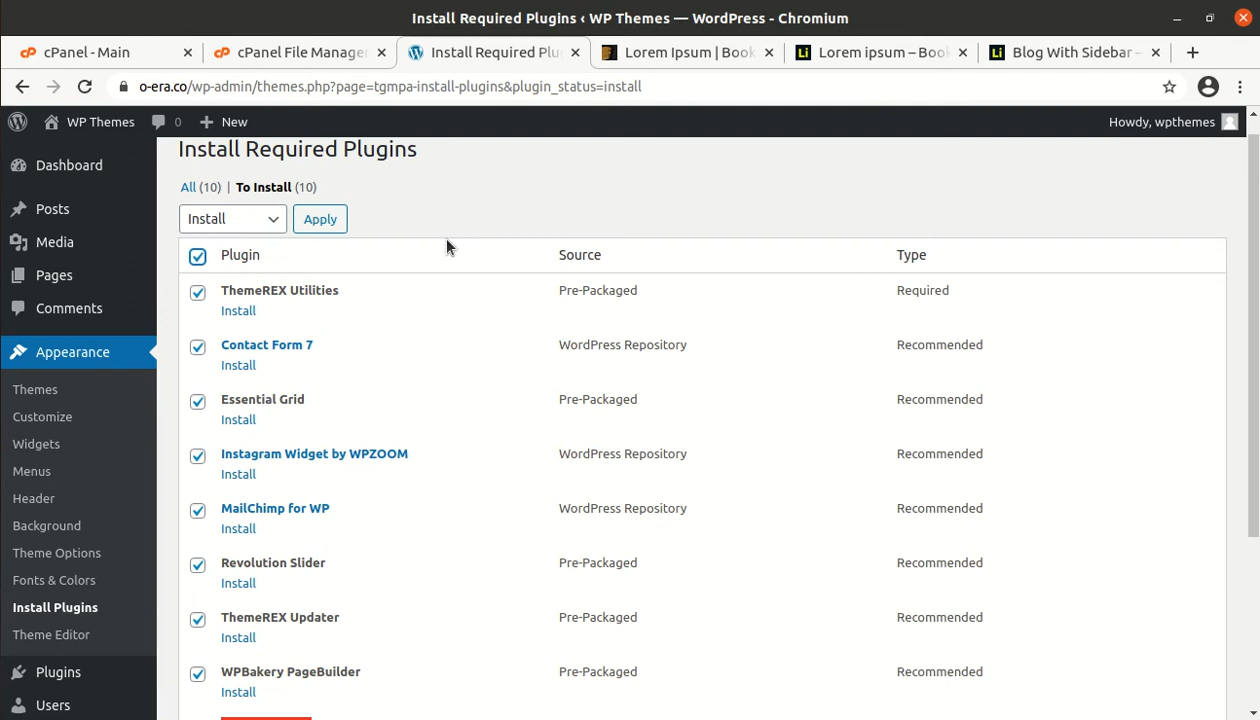 Install Required Plugins ‹ WP Themes — WordPress - Chromium
cPanel - Main
cPanel File Manager
Install Required Plu
Lorem Ipsum | Book
Lorem ipsum – Book
Blog With Sidebar –
o-era.co/wp-admin/themes.php?page=tgmpa-install-plugins&plugin_status=install
WP Themes
0
New
Howdy, wpthemes
Dashboard
Posts
Media
Pages
Comments
Appearance
Themes
Customize
Widgets
Menus
Header
Background
Theme Options
Fonts & Colors
Install Plugins
Theme Editor
Plugins
Users
Install Required Plugins
All (10) | To Install (10)
Install
Apply
Plugin Source Type
ThemeREX Utilities Pre-Packaged Required
Install
Contact Form 7 WordPress Repository Recommended
Install
Essential Grid Pre-Packaged Recommended
Install
Instagram Widget by WPZOOM WordPress Repository Recommended
Install
MailChimp for WP WordPress Repository Recommended
Install
Revolution Slider Pre-Packaged Recommended
Install
ThemeREX Updater Pre-Packaged Recommended
Install
WPBakery PageBuilder Pre-Packaged Recommended
Install